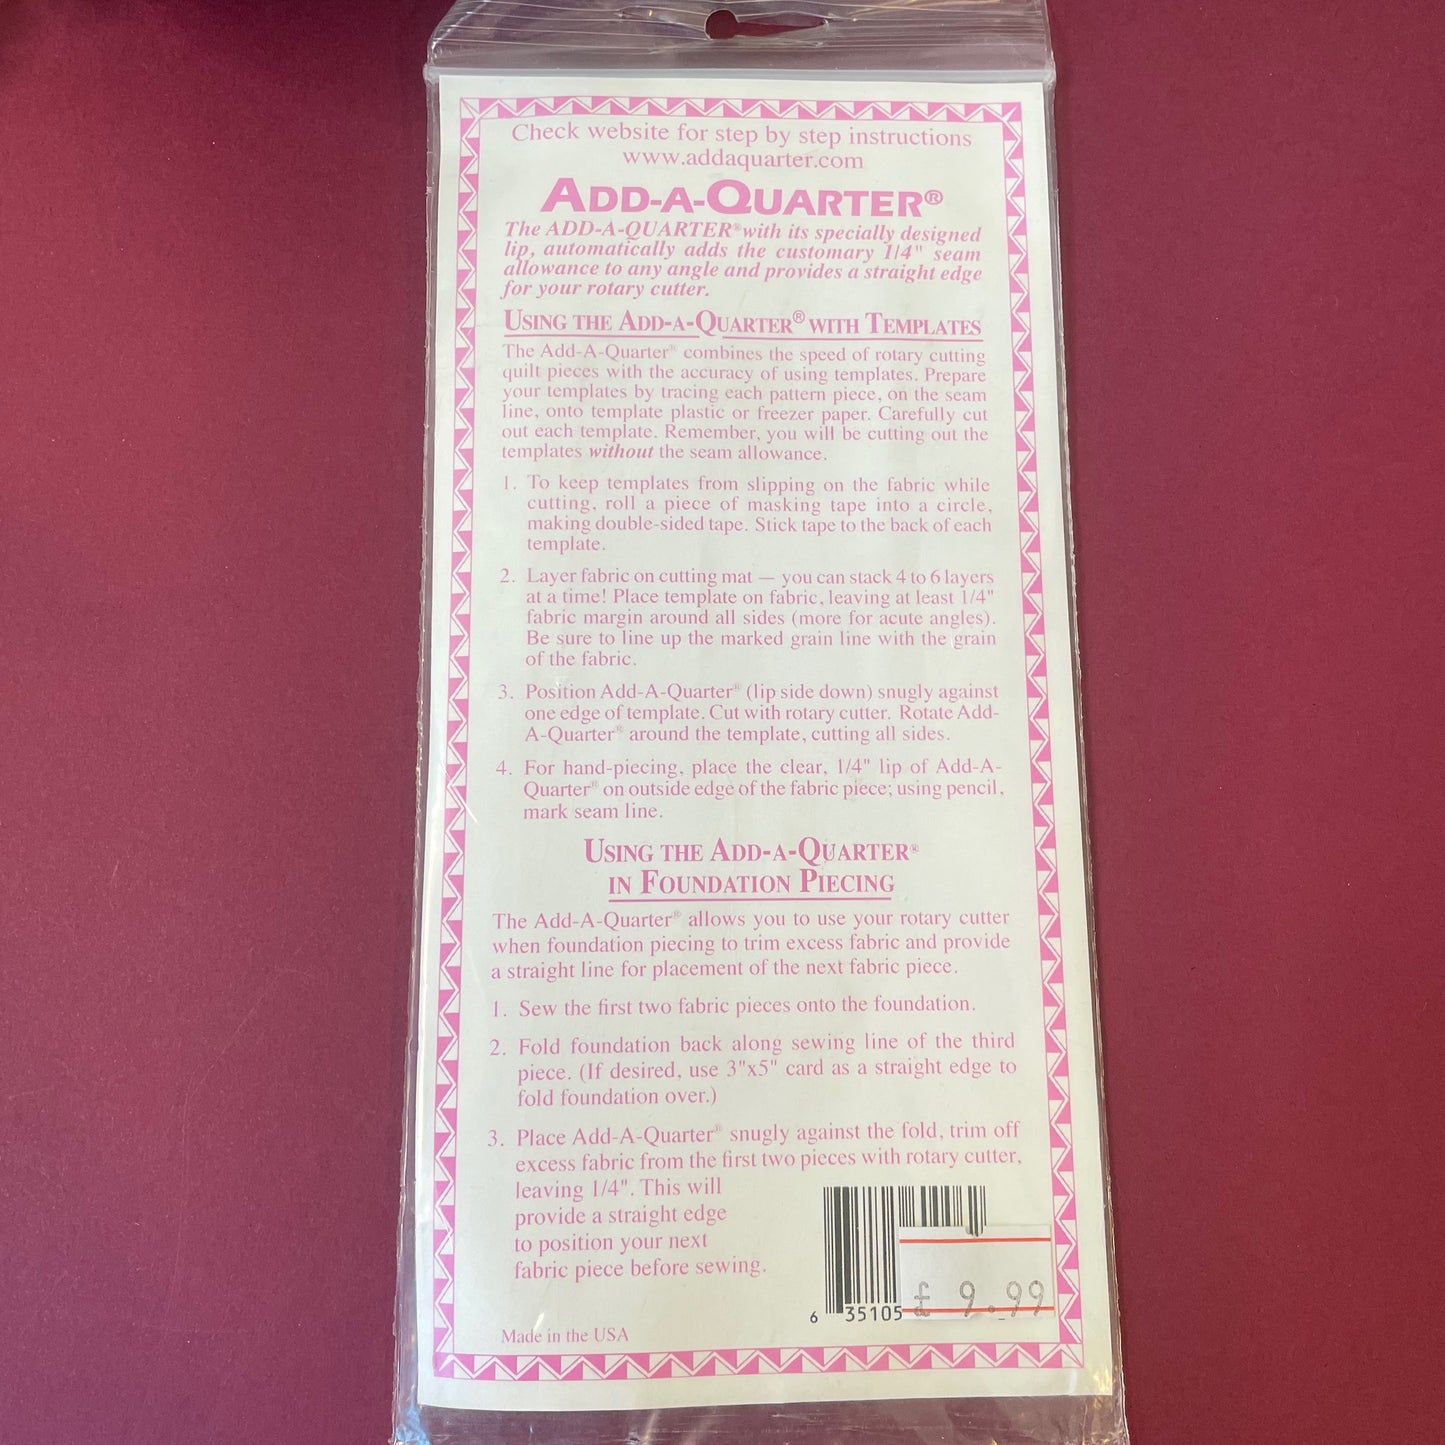 Check website for step by step instructions
www.addaquarter.com
ADD-A-QUARTER®
The ADD-A-QUARTER® with its specially designed
lip, automatically adds the customary 1/4" seam
allowance to any angle and provides a straight edge
for your rotary cutter.
USING THE ADD-A-QUARTER® WITH TEMPLATES
The Add-A-Quarter® combines the speed of rotary cutting
quilt pieces with the accuracy of using templates. Prepare
your templates by tracing each pattern piece, on the seam
line, onto template plastic or freezer paper. Carefully cut
out each template. Remember, you will be cutting out the
templates without the seam allowance.
1. To keep templates from slipping on the fabric while
cutting, roll a piece of masking tape into a circle,
making double-sided tape. Stick tape to the back of each
template.
2. Layer fabric on cutting mat — you can stack 4 to 6 layers
at a time! Place template on fabric, leaving at least 1/4"
fabric margin around all sides (more for acute angles).
Be sure to line up the marked grain line with the grain
of the fabric.
3. Position Add-A-Quarter® (lip side down) snugly against
one edge of template. Cut with rotary cutter. Rotate Add-
A-Quarter® around the template, cutting all sides.
4. For hand-piecing, place the clear, 1/4" lip of Add-A-
Quarter® on outside edge of the fabric piece; using pencil,
mark seam line.
USING THE ADD-A-QUARTER®
IN FOUNDATION PIECING
The Add-A-Quarter® allows you to use your rotary cutter
when foundation piecing to trim excess fabric and provide
a straight line for placement of the next fabric piece.
1. Sew the first two fabric pieces onto the foundation.
2. Fold foundation back along sewing line of the third
piece. (If desired, use 3"x5" card as a straight edge to
fold foundation over.)
3. Place Add-A-Quarter® snugly against the fold, trim off
excess fabric from the first two pieces with rotary cutter,
leaving 1/4". This will
provide a straight edge
to position your next
fabric piece before sewing.
£ 9.99
6 35105
Made in the USA